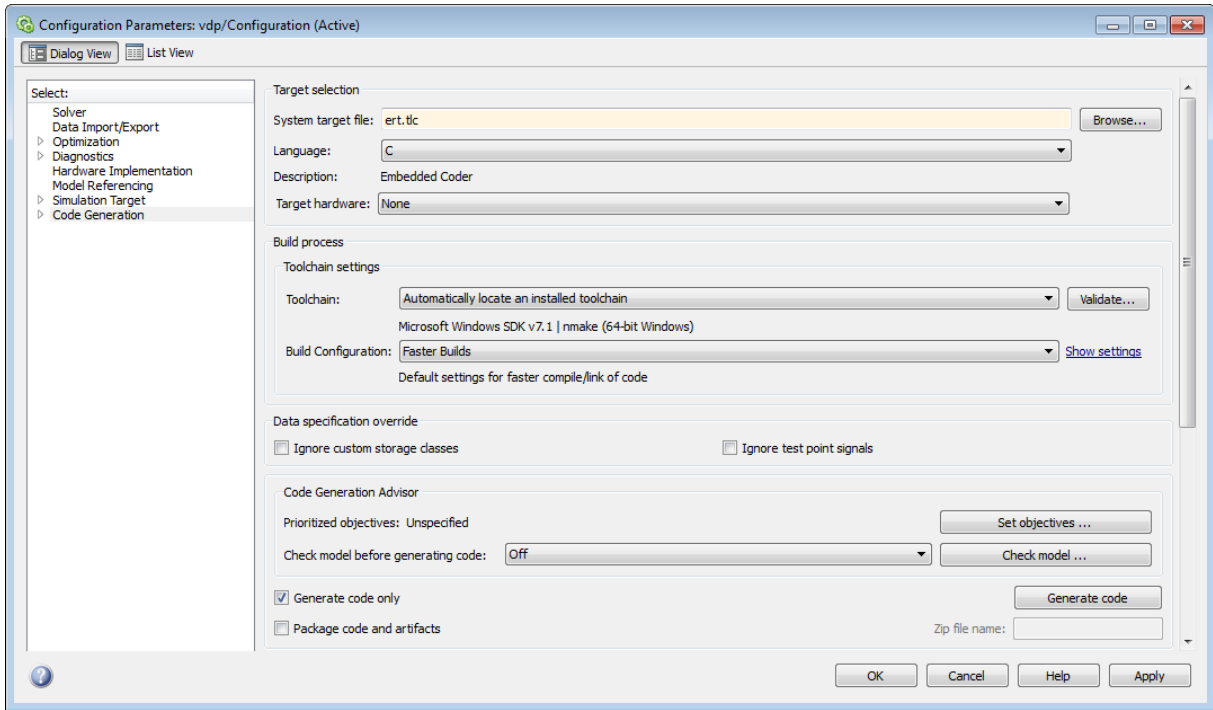 Configuration Parameters: vdp/Configuration (Active)
Dialog View List View
Select:
Solver
Data Import/Export
Optimization
Diagnostics
Hardware Implementation
Model Referencing
Simulation Target
Code Generation
Target selection
System target file: ert.tlc Browse...
Language: C
Description: Embedded Coder
Target hardware: None
Build process
Toolchain settings
Toolchain: Automatically locate an installed toolchain Validate...
Microsoft Windows SDK v7.1 | nmake (64-bit Windows)
Build Configuration: Faster Builds Show settings
Default settings for faster compile/link of code
Data specification override
Ignore custom storage classes Ignore test point signals
Code Generation Advisor
Prioritized objectives: Unspecified Set objectives ...
Check model before generating code: Off Check model ...
Generate code only Generate code
Package code and artifacts Zip file name:
OK Cancel Help Apply